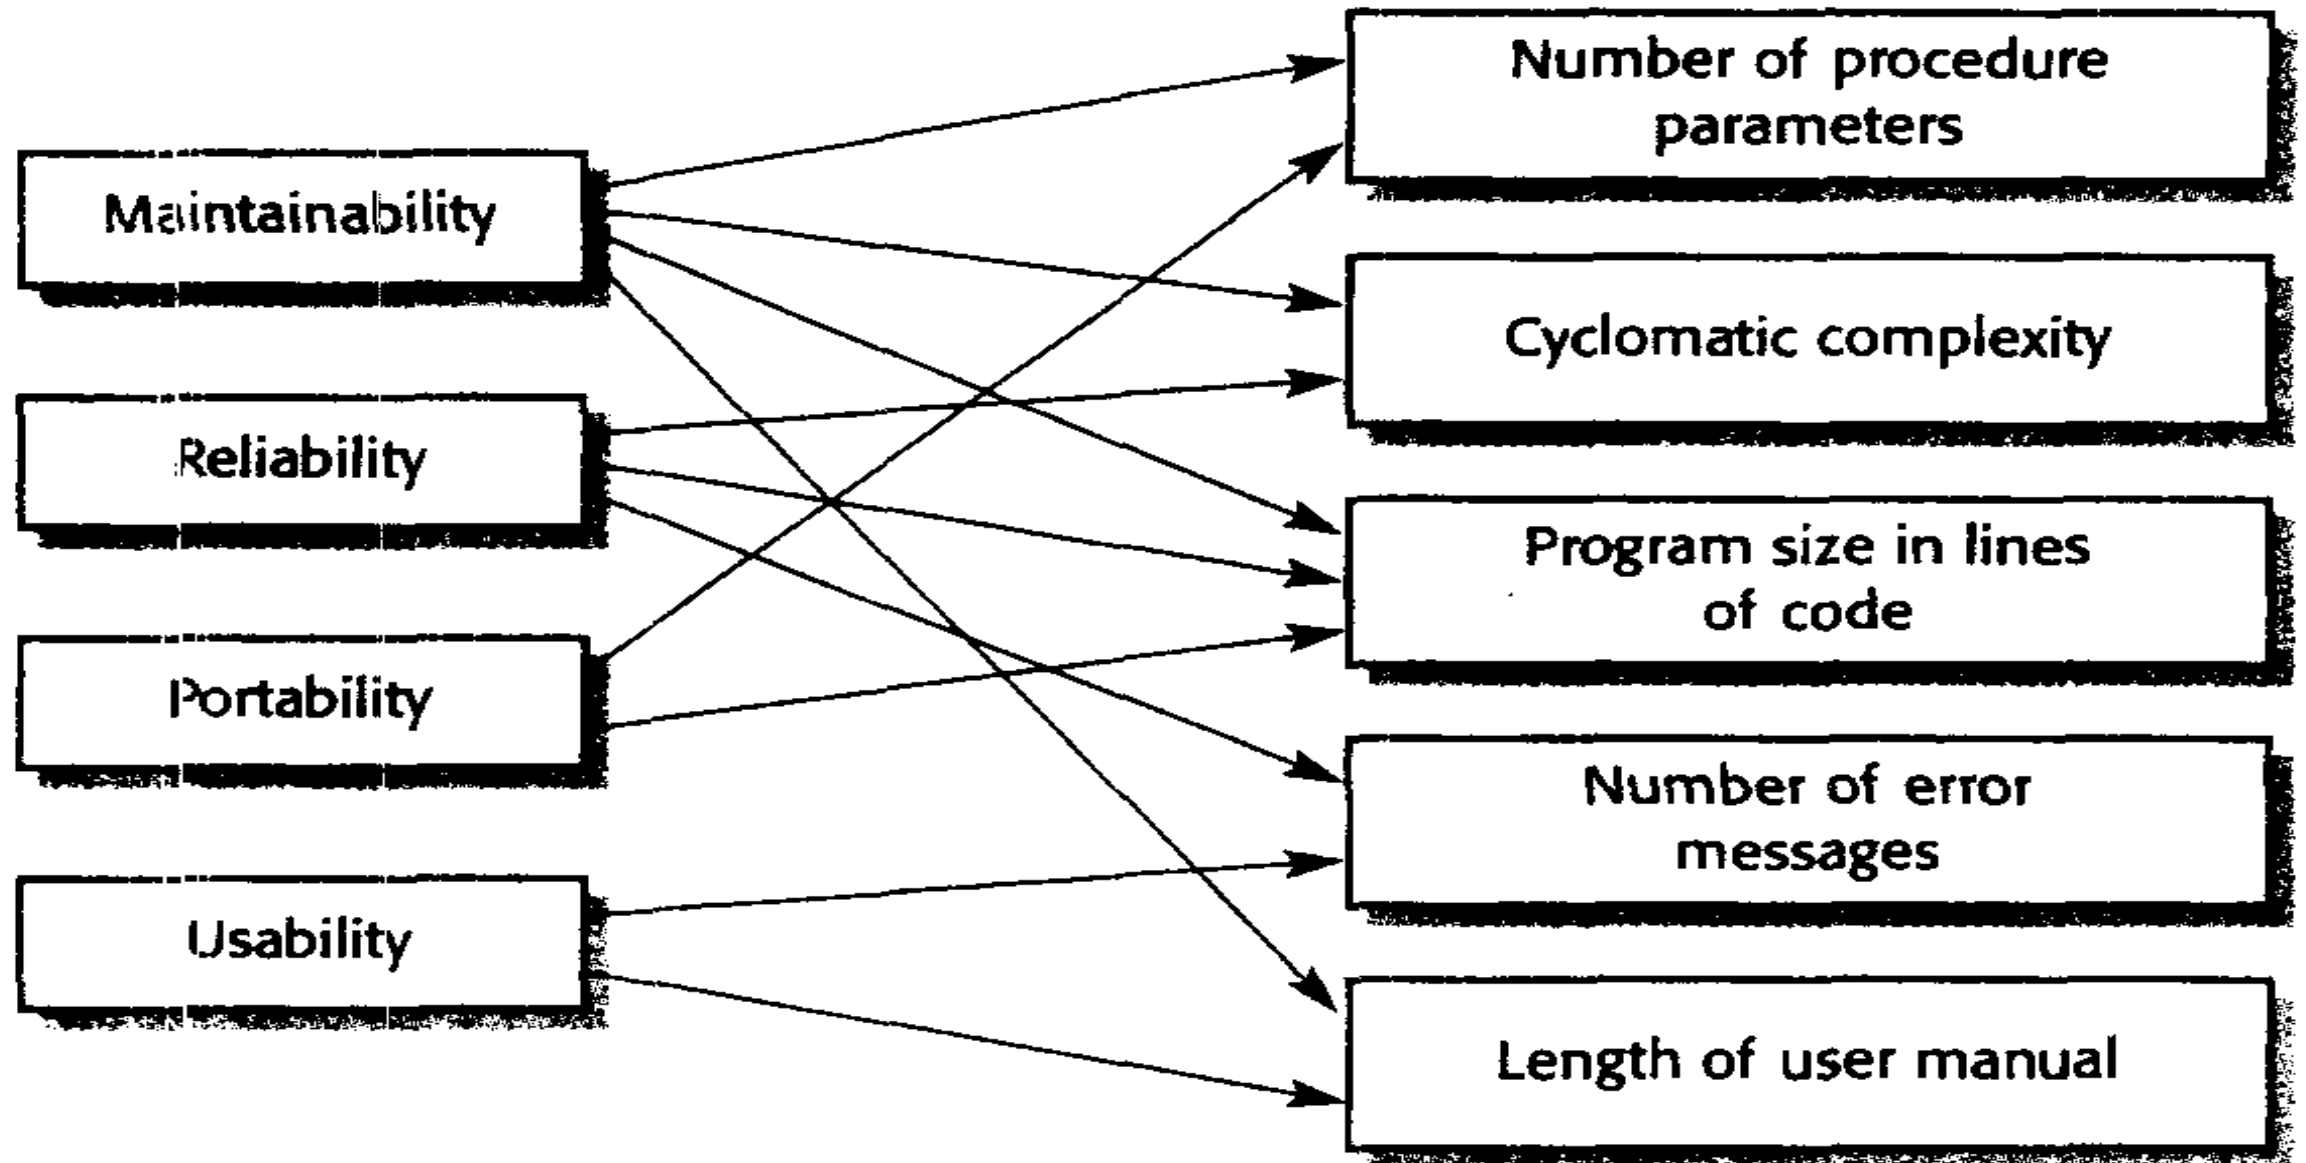 Maintainability
Reliability
Portability
Usability
Number of procedure
parameters
Cyclomatic complexity
Program size in lines
of code
Number of error
messages
Length of user manual